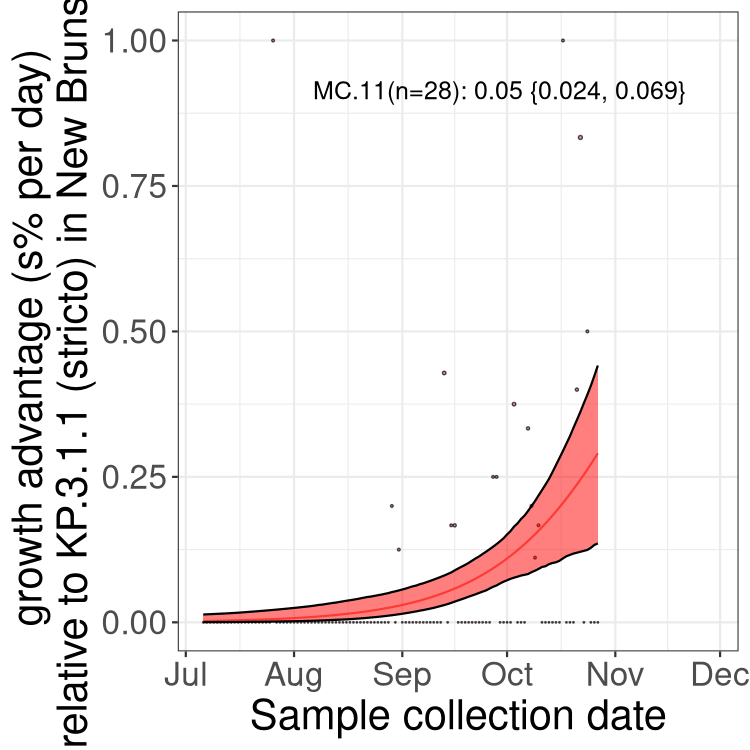 growth advantage (s% per day)
relative to KP.3.1.1 (stricto) in New Bruns
1.00
0.75
0.50
0.25
0.00
MC.11(n=28): 0.05 {0.024, 0.069}
Jul Aug Sep Oct Nov Dec
Sample collection date